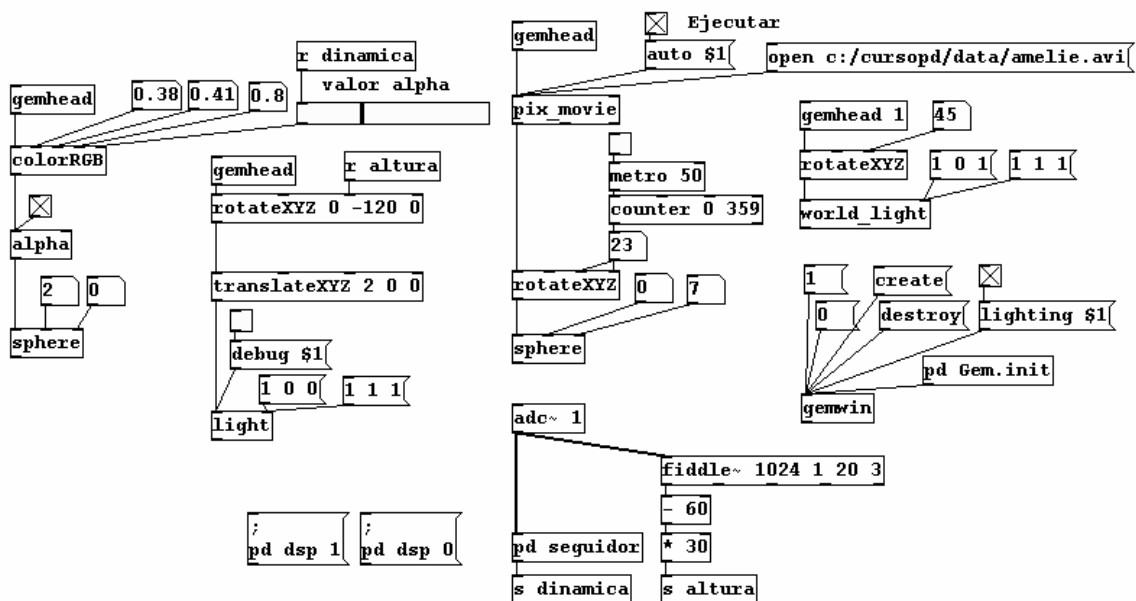 gemhead
0.38
0.41
0.8
r dinamica
valor alpha
colorRGB
alpha
2
0
sphere
gemhead
r altura
rotateXYZ 0 -120 0
translateXYZ 2 0 0
debug $1
1 0 0
1 1 1
light
;
pd dsp 1
;
pd dsp 0
gemhead
Ejecutar
auto $1
open c:/cursopd/data/amelie.avi
pix_movie
metro 50
counter 0 359
23
rotateXYZ
0
7
sphere
adc~ 1
fiddle~ 1024 1 20 3
- 60
pd seguidor
* 30
s dinamica
s altura
gemhead 1
45
rotateXYZ
1 0 1
1 1 1
world_light
1
create
0
destroy
lighting $1
pd Gem.init
gemwin